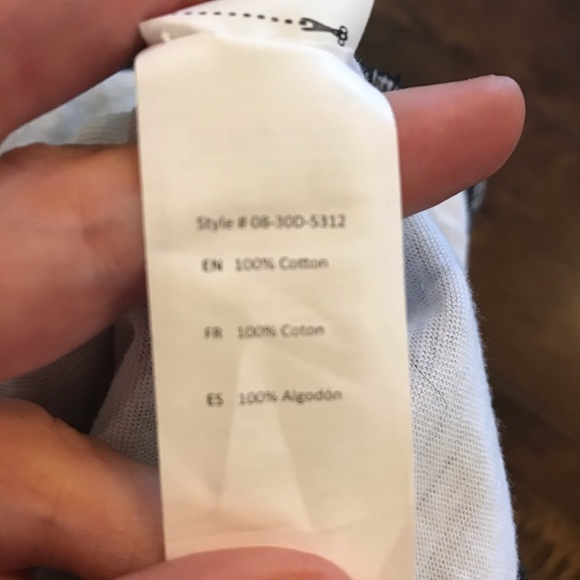 Style # 08-30D-5312
EN 100% Cotton
FR 100% Coton
ES 100% Algodón